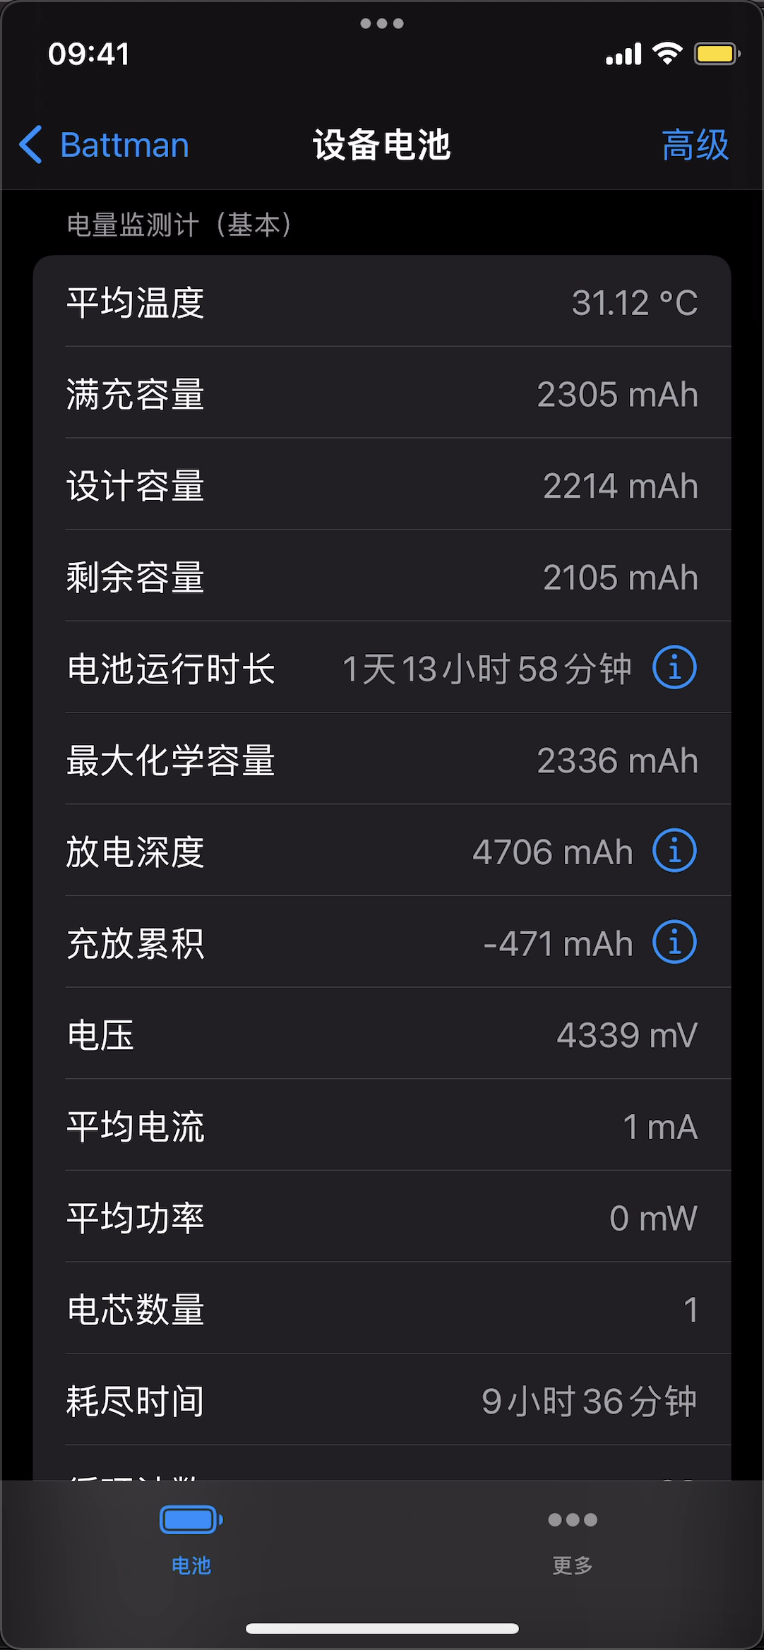 09:41
Battman
设备电池
高级
电量监测计（基本）
平均温度 31.12 °C
满充容量 2305 mAh
设计容量 2214 mAh
剩余容量 2105 mAh
电池运行时长 1天13小时58分钟
最大化学容量 2336 mAh
放电深度 4706 mAh
充放累积 -471 mAh
电压 4339 mV
平均电流 1 mA
平均功率 0 mW
电芯数量 1
耗尽时间 9小时36分钟
电池
更多